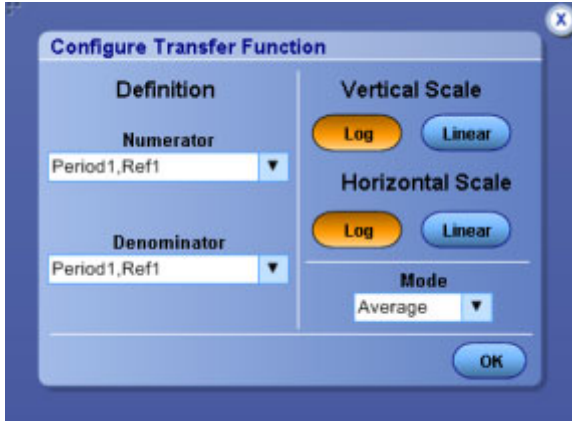 X
Configure Transfer Function
Definition
Numerator
Period1,Ref1
Denominator
Period1,Ref1
Vertical Scale
Log Linear
Horizontal Scale
Log Linear
Mode
Average
OK